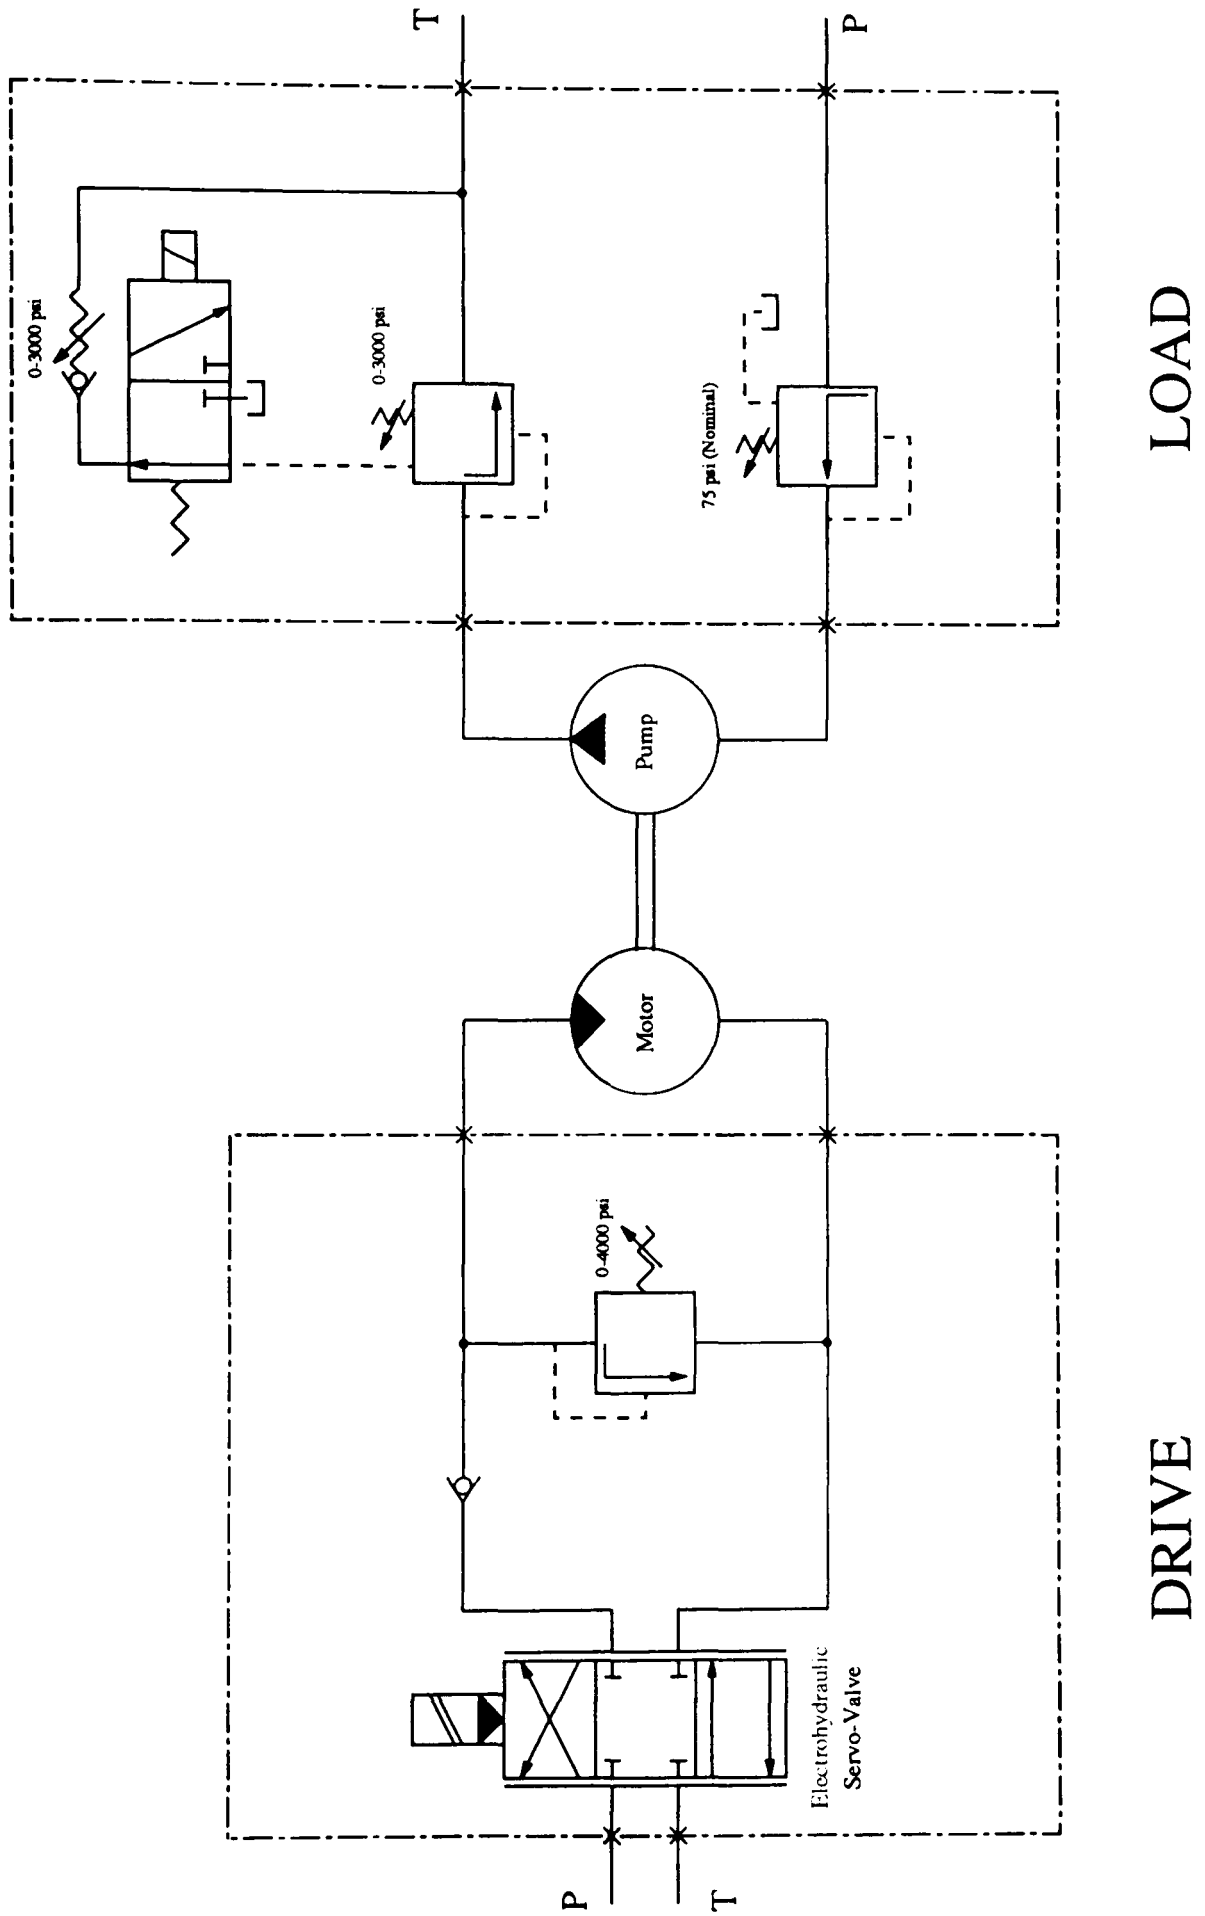 T
P
0-3000 psi
0-3000 psi
75 psi (Nominal)
LOAD
Pump
Motor
0-4000 psi
Electrohydraulic
Servo-Valve
P
T
DRIVE